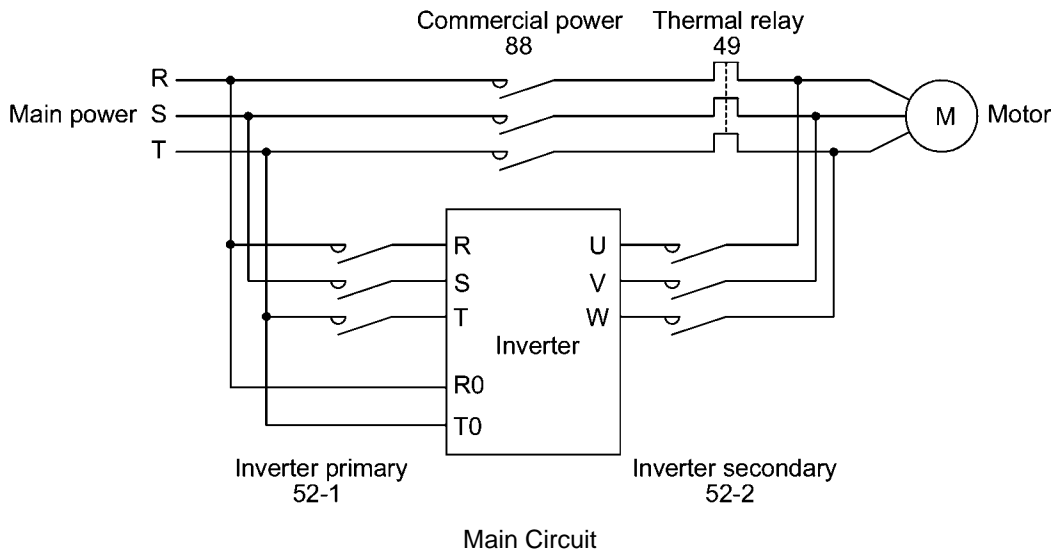 Commercial power
88
Thermal relay
49
R
Main power S
T
M Motor
R U
S V
T W
Inverter
R0
T0
Inverter primary
52-1
Inverter secondary
52-2
Main Circuit